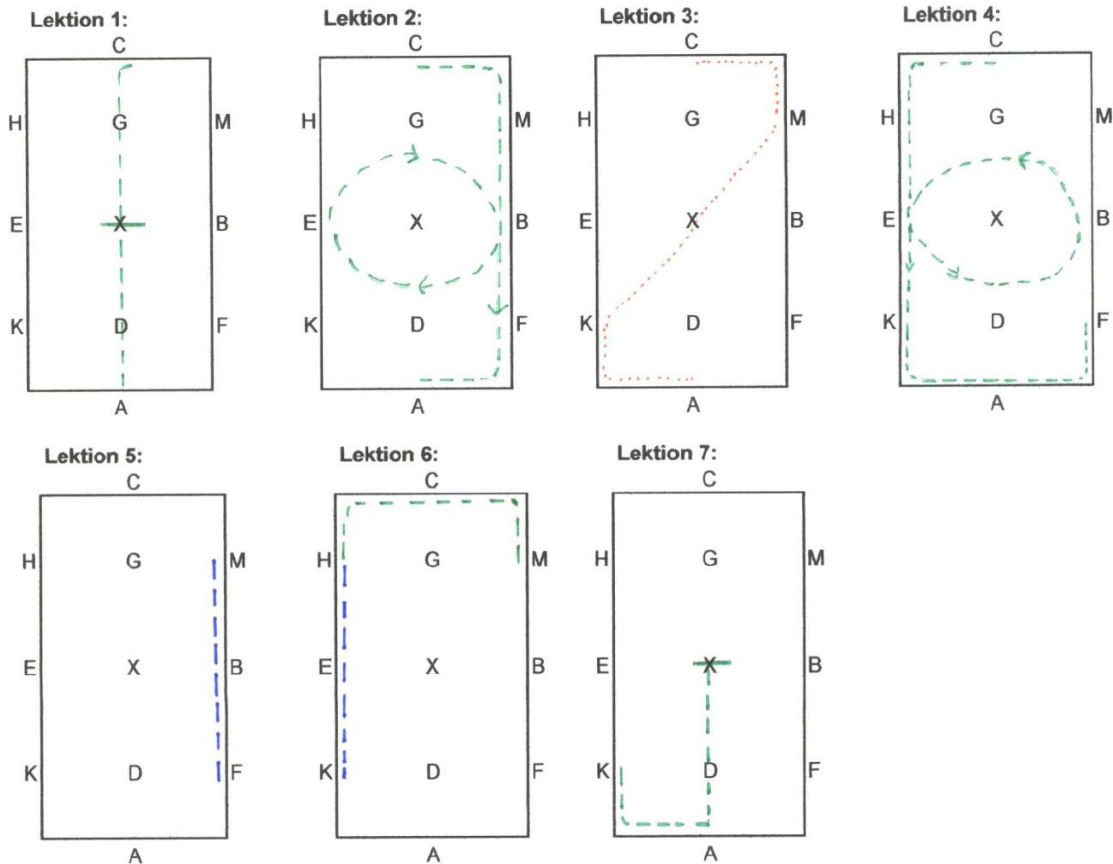 Lektion 1: Lektion 2: Lektion 3: Lektion 4:
C C C C
H G M H G M H G M H G M
E X B E X B E X B E X B
K D F K D F K D F K D F
A A A A
Lektion 5: Lektion 6: Lektion 7:
C C C
H G M H G M H G M
E X B E X B E X B
K D F K D F K D F
A A A